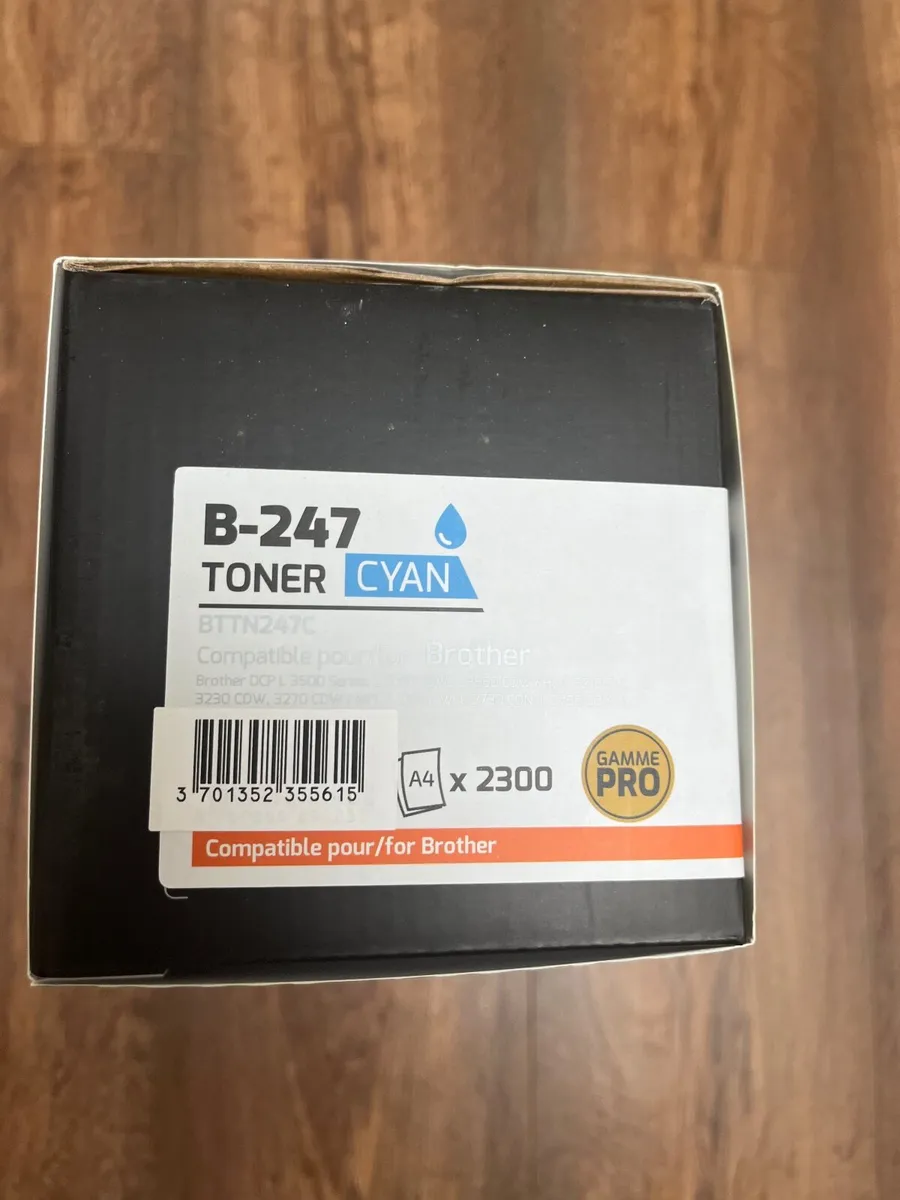 B-247
TONER CYAN
BTTN247C
Compatible pour Brother
Brother DCP L 3500 Series
3230 CDW, 3270 CDW
3 701352 355615
A4 x 2300
GAMME
PRO
Compatible pour/for Brother